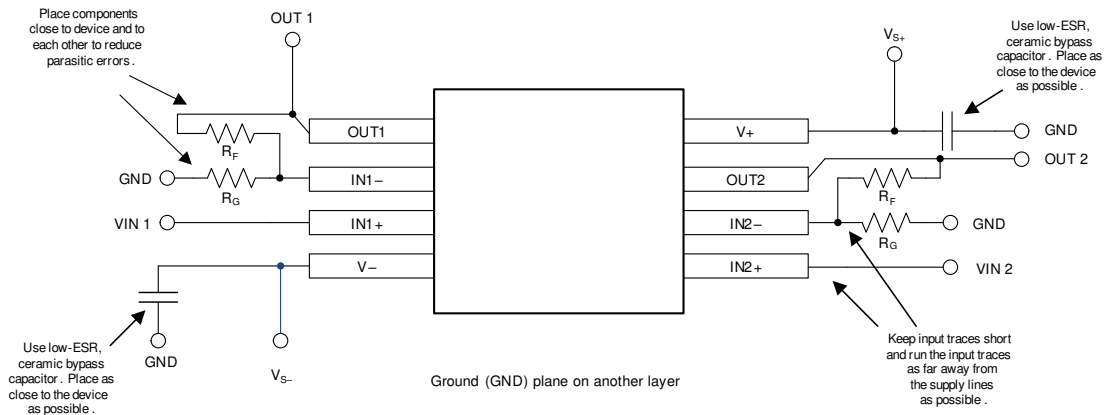 Place components
close to device and to
each other to reduce
parasitic errors .
OUT 1
VS+
Use low-ESR,
ceramic bypass
capacitor . Place as
close to the device
as possible .
OUT1
V+
GND
RF
OUT 2
GND
IN1−
OUT2
RG
RF
VIN 1
IN1+
IN2−
GND
RG
V−
IN2+
VIN 2
Use low-ESR,
ceramic bypass
capacitor . Place as
close to the device
as possible .
GND
VS−
Ground (GND) plane on another layer
Keep input traces short
and run the input traces
as far away from
the supply lines
as possible .